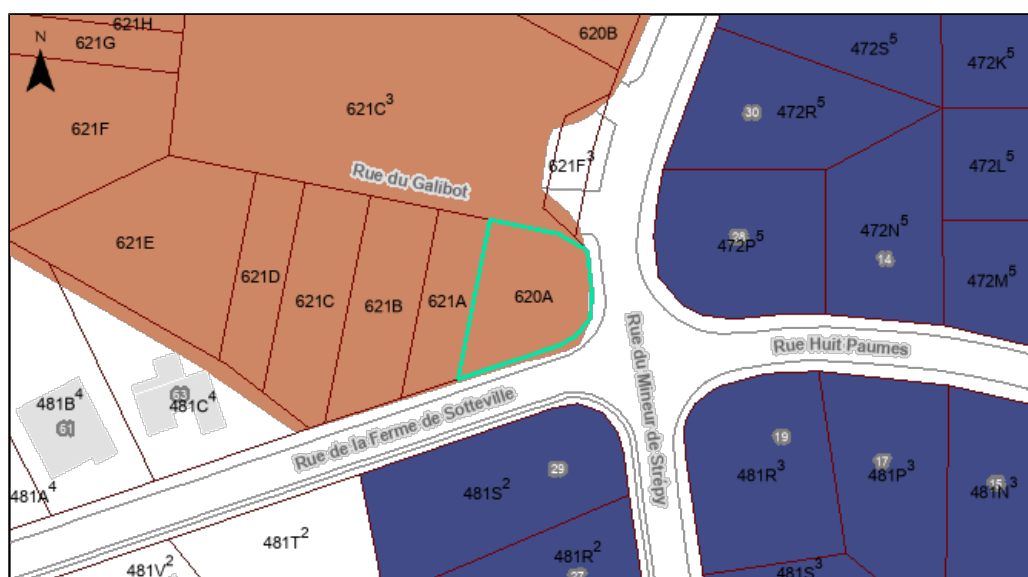 621H
620B
N
621G
472S⁵
472K⁵
621C³
30
472R⁵
621F
621F³
472L⁵
Rue du Galibot
621E
28
472P⁵
472N⁵
14
621D
472M⁵
621C
621B
621A
620A
Rue Huit Paumes
Rue du Mineur de Strépy
63
481B⁴
481C⁴
61
Rue de la Ferme de Sotteville
19
29
17
481R³
481P³
15
481N³
481A⁴
481S²
481T²
481R²
481V²
27
481S³